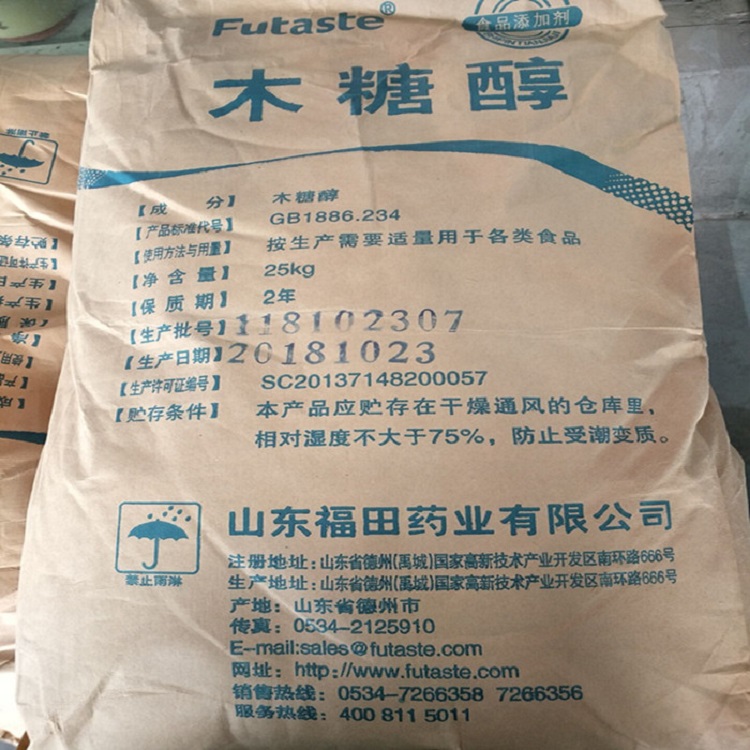 Futaste®
食品添加剂
木糖醇
【成 分】 木糖醇
【产品标准代号】 GB1886.234
【使用方法与用量】 按生产需要适量用于各类食品
【净含量】 25kg
【保质期】 2年
【生产批号】118102307
【生产日期】20181023
【生产许可证编号】 SC20137148200057
【贮存条件】 本产品应贮存在干燥通风的仓库里，
相对湿度不大于75%，防止受潮变质。
禁止雨淋
山东福田药业有限公司
注册地址：山东省德州(禹城)国家高新技术产业开发区南环路666号
生产地址：山东省德州(禹城)国家高新技术产业开发区南环路666号
产地：山东省德州市
传真：0534-2125910
E-mail:sales@futaste.com
网址：http://www.futaste.com
销售热线：0534-7266358 7266356
服务热线：400 811 5011